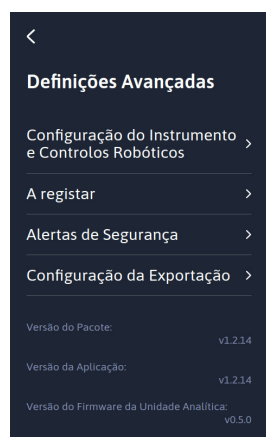 Definições Avançadas
Configuração do Instrumento
e Controlos Robóticos
A registar
Alertas de Segurança
Configuração da Exportação
Versão do Pacote:
v1.2.14
Versão da Aplicação:
v1.2.14
Versão do Firmware da Unidade Analítica:
v0.5.0